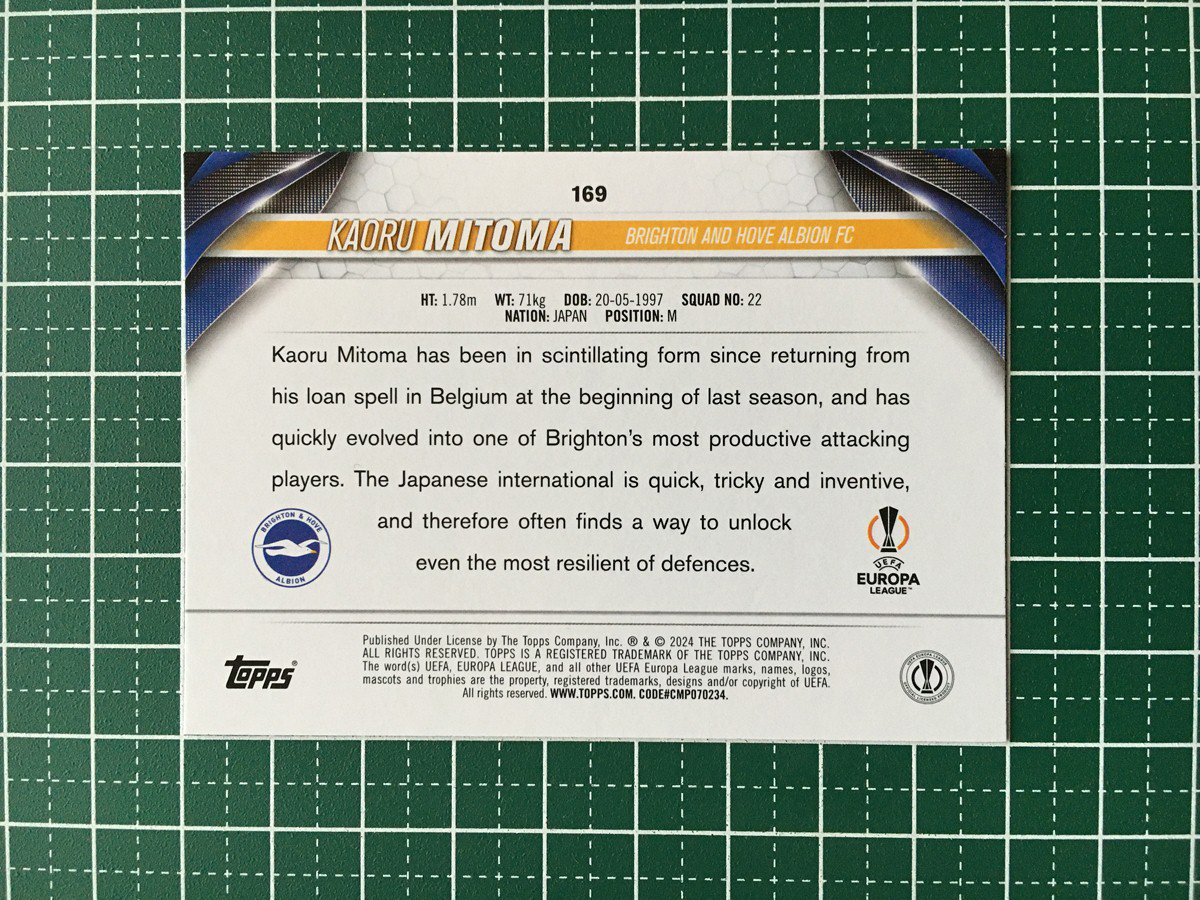 169
KAORU MITOMA BRIGHTON AND HOVE ALBION FC
HT: 1.78m WT: 71kg DOB: 20-05-1997 SQUAD NO: 22
NATION: JAPAN POSITION: M
Kaoru Mitoma has been in scintillating form since returning from
his loan spell in Belgium at the beginning of last season, and has
quickly evolved into one of Brighton's most productive attacking
players. The Japanese international is quick, tricky and inventive,
and therefore often finds a way to unlock
even the most resilient of defences.
BRIGHTON & HOVE
ALBION
UEFA
EUROPA
LEAGUE™
Published Under License by The Topps Company, Inc. ® & © 2024 THE TOPPS COMPANY, INC.
ALL RIGHTS RESERVED. TOPPS IS A REGISTERED TRADEMARK OF THE TOPPS COMPANY, INC.
The word(s) UEFA, EUROPA LEAGUE, and all other UEFA Europa League marks, names, logos,
mascots and trophies are the property, registered trademarks, designs and/or copyright of UEFA.
All rights reserved. WWW.TOPPS.COM. CODE#CMP070234.
topps®
UEFA EUROPA LEAGUE
OFFICIAL LICENSED PRODUCT